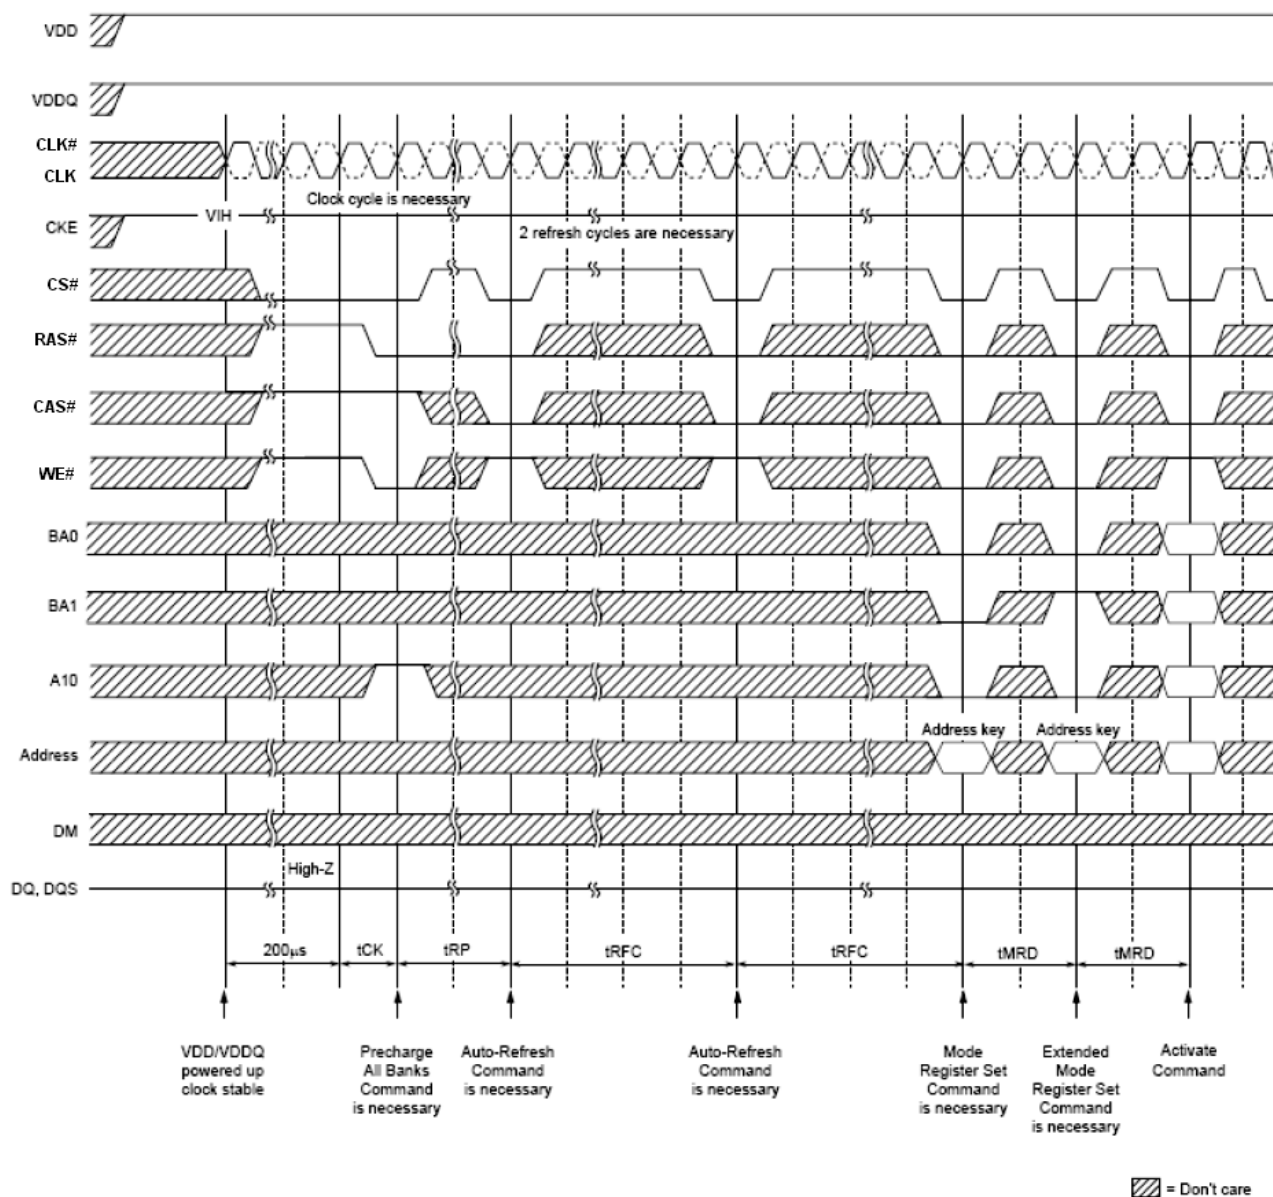 VDD
VDDQ
CLK#
CLK
Clock cycle is necessary
VIH
CKE
2 refresh cycles are necessary
CS#
RAS#
CAS#
WE#
BA0
BA1
A10
Address key Address key
Address
DM
High-Z
DQ, DQS
200μs tCK tRP tRFC tRFC tMRD tMRD
VDD/VDDQ
powered up
clock stable
Precharge
All Banks
Command
is necessary
Auto-Refresh
Command
is necessary
Auto-Refresh
Command
is necessary
Mode
Register Set
Command
is necessary
Extended
Mode
Register Set
Command
is necessary
Activate
Command
= Don't care